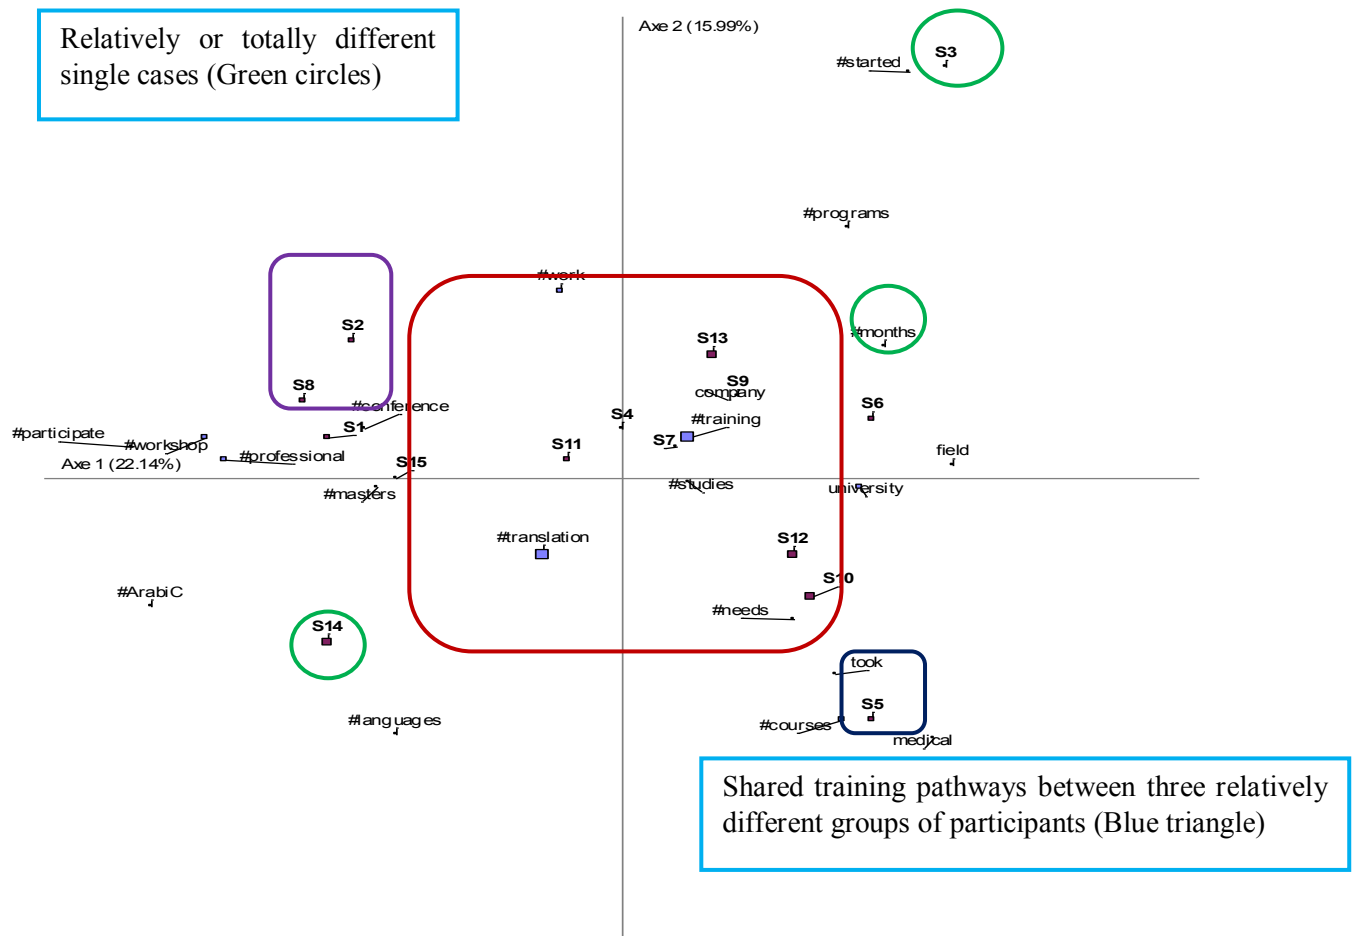 Relatively or totally different
single cases (Green circles)
Axe 2 (15.99%)
S3
#started
#programs
#work
#months
S2
S13
S9
company
S8
#conference
S6
S4
#training
#participate
#workshop
S1
S11
S7
#professional
field
Axe 1 (22.14%)
S15
#masters
#studies
university
#translation
S12
S10
#ArabiC
#needs
S14
took
S5
#languages
#courses
medical
Shared training pathways between three relatively
different groups of participants (Blue triangle)